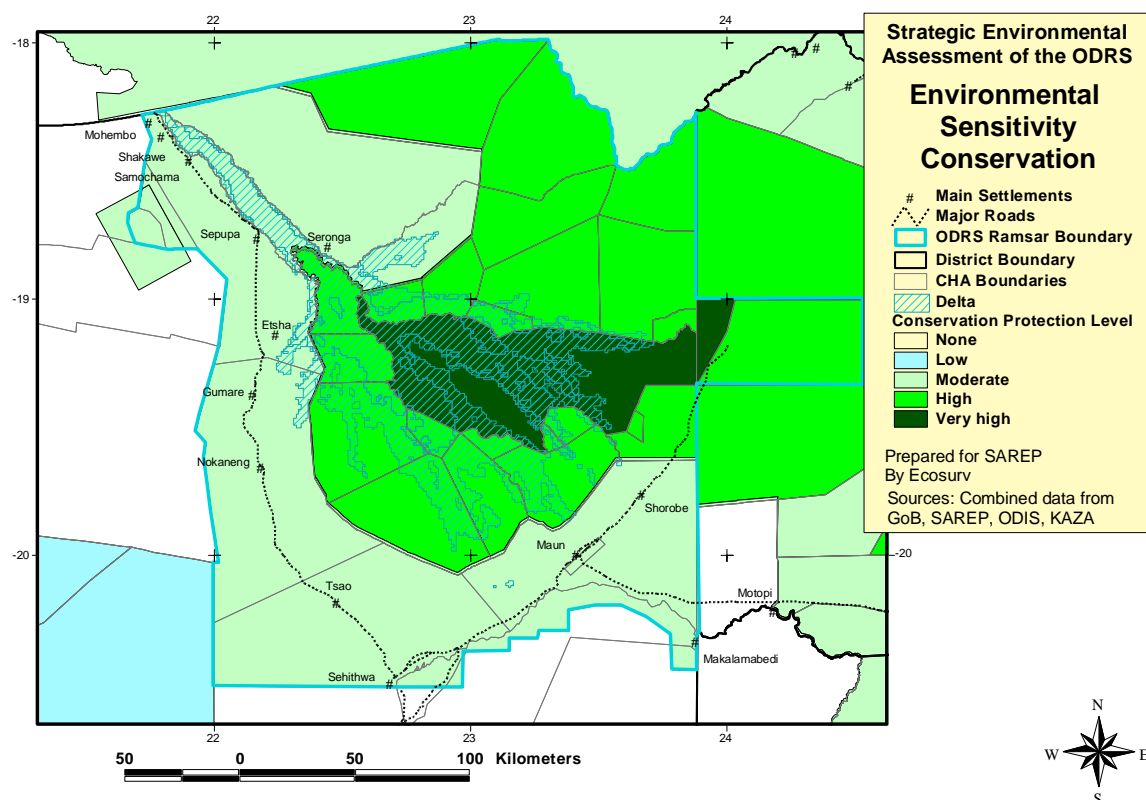 22
23
24
-18
Strategic Environmental
Assessment of the ODRS
Environmental
Sensitivity
Conservation
# Main Settlements
Major Roads
ODRS Ramsar Boundary
District Boundary
CHA Boundaries
Delta
Conservation Protection Level
None
Low
Moderate
High
Very high
Prepared for SAREP
By Ecosurv
Sources: Combined data from
GoB, SAREP, ODIS, KAZA
Mohembo
Shakawe
Samochama
Sepupa
Seronga
-19
Etsha
Gumare
Nokaneng
Shorobe
Maun
-20
-20
Tsao
Motopi
Makalamabedi
Sehithwa
22
23
24
50 0 50 100 Kilometers
N
W E
S